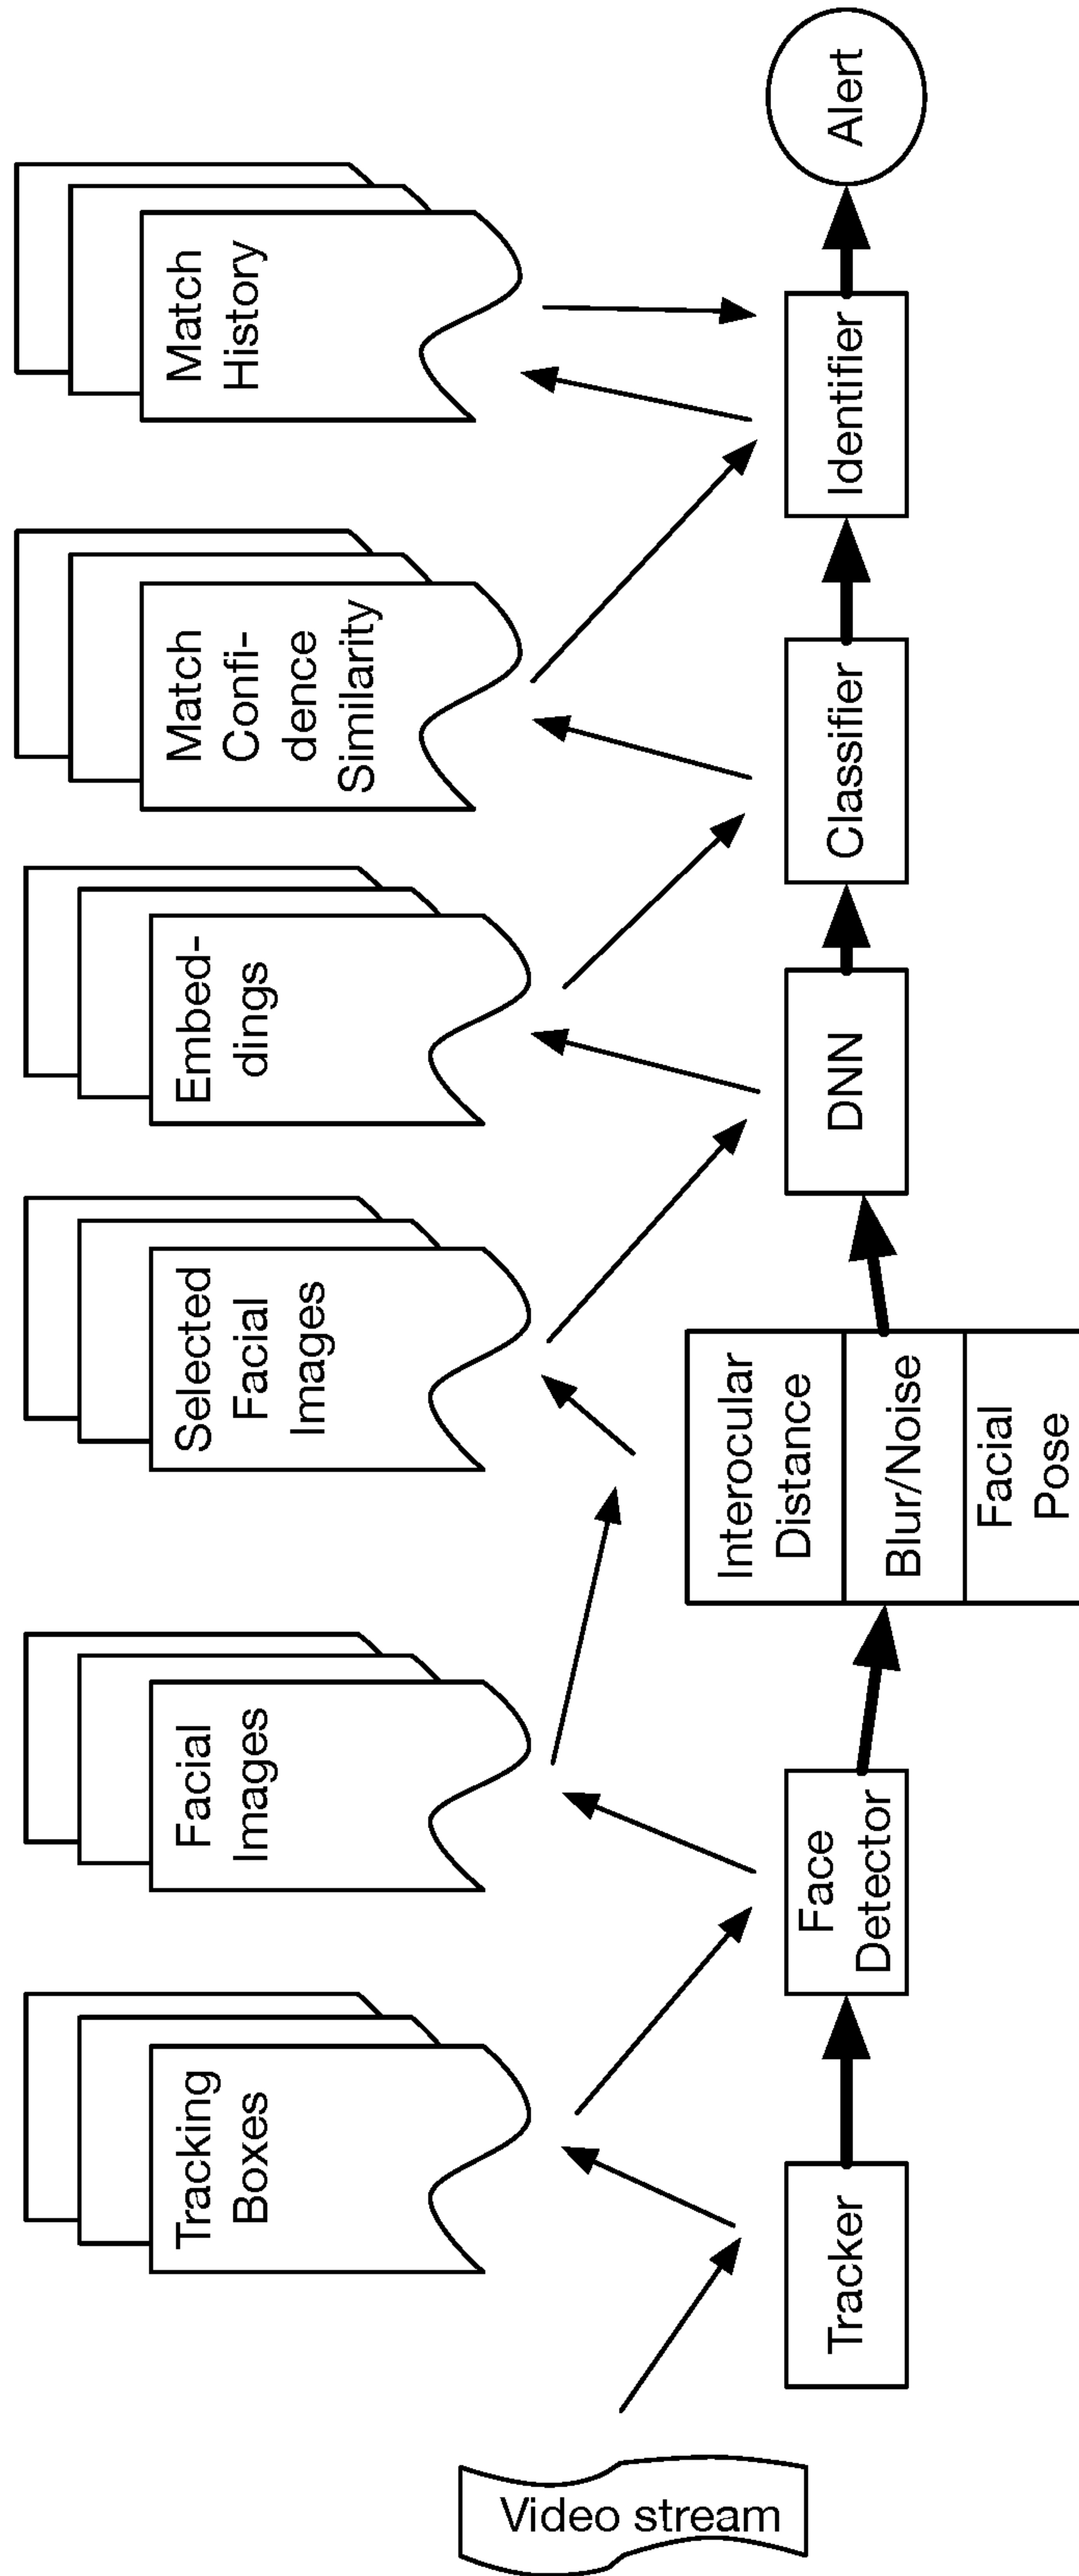 Video stream
Tracking
Boxes
Facial
Images
Selected
Facial
Images
Embed-
dings
Match
Confi-
dence
Similarity
Match
History
Tracker
Face
Detector
Interocular
Distance
Blur/Noise
Facial
Pose
DNN
Classifier
Identifier
Alert